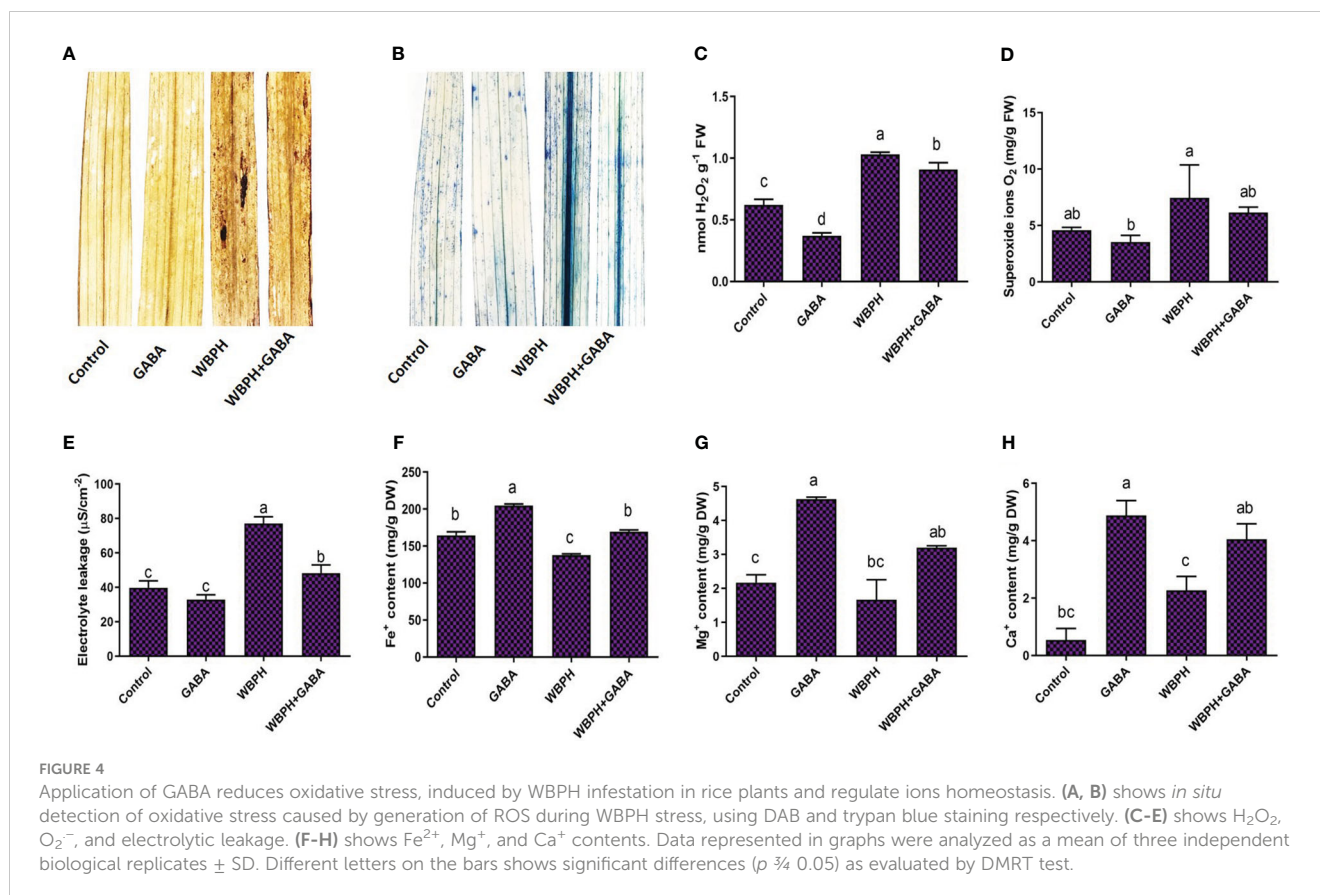 A
B
C
D
Control
GABA
WBPH
WBPH+GABA
Control
GABA
WBPH
WBPH+GABA
nmol H₂O₂ g⁻¹ FW
1.5
1.0
0.5
0.0
c
d
a
b
Control
GABA
WBPH
WBPH+GABA
Superoxide ions O₂ (mg/g FW)
15
10
5
0
ab
b
a
ab
Control
GABA
WBPH
WBPH+GABA
E
F
G
H
Electrolyte leakage (µS/cm⁻²)
100
80
60
40
20
0
c
c
a
b
Control
GABA
WBPH
WBPH+GABA
Fe⁺ content (mg/g DW)
250
200
150
100
50
0
b
a
c
b
Control
GABA
WBPH
WBPH+GABA
Mg⁺ content (mg/g DW)
5
4
3
2
1
0
c
a
bc
ab
Control
GABA
WBPH
WBPH+GABA
Ca⁺ content (mg/g DW)
6
4
2
0
bc
a
c
ab
Control
GABA
WBPH
WBPH+GABA
FIGURE 4
Application of GABA reduces oxidative stress, induced by WBPH infestation in rice plants and regulate ions homeostasis. (A, B) shows in situ
detection of oxidative stress caused by generation of ROS during WBPH stress, using DAB and trypan blue staining respectively. (C-E) shows H₂O₂,
O₂·⁻, and electrolytic leakage. (F-H) shows Fe²⁺, Mg⁺, and Ca⁺ contents. Data represented in graphs were analyzed as a mean of three independent
biological replicates ± SD. Different letters on the bars shows significant differences (p ¾ 0.05) as evaluated by DMRT test.